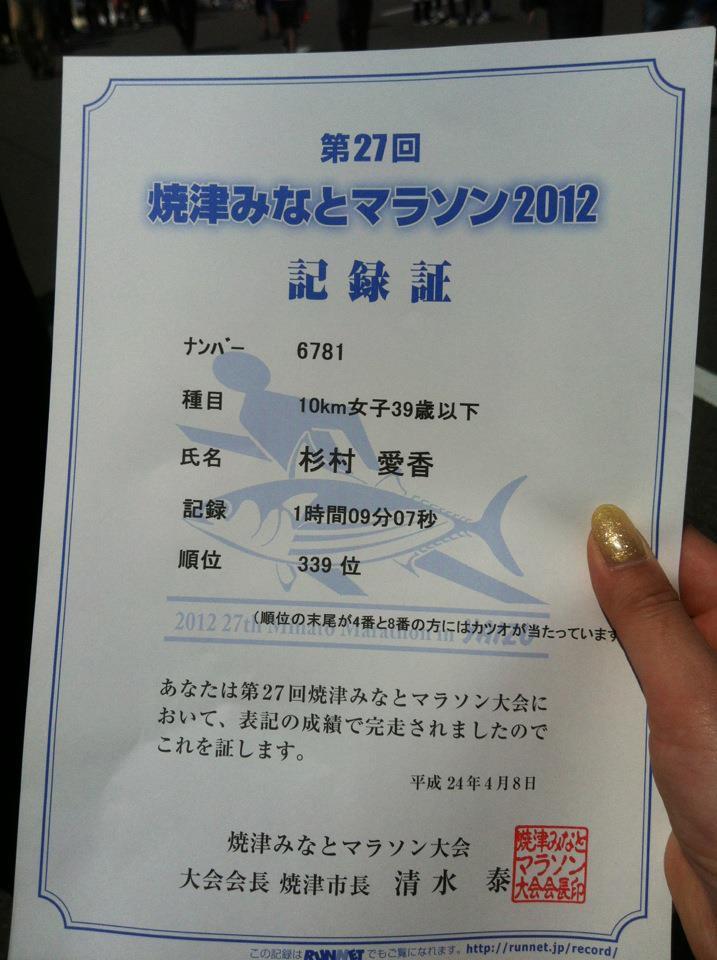 第27回
焼津みなとマラソン2012
記録証
ナンバー 6781
種目 10km女子39歳以下
氏名 杉村 愛香
記録 1時間09分07秒
順位 339 位
(順位の末尾が4番と8番の方にはカツオが当たっています
2012 27th Minato Marathon in YAIZU
あなたは第27回焼津みなとマラソン大会に
おいて、表記の成績で完走されましたので
これを証します。
平成 24年4月8日
焼津みなとマラソン大会
大会会長 焼津市長 清水 泰
焼津みなと
マラソン
大会会長印
この記録はRUNNETでもご覧になれます。http://runnet.jp/record/